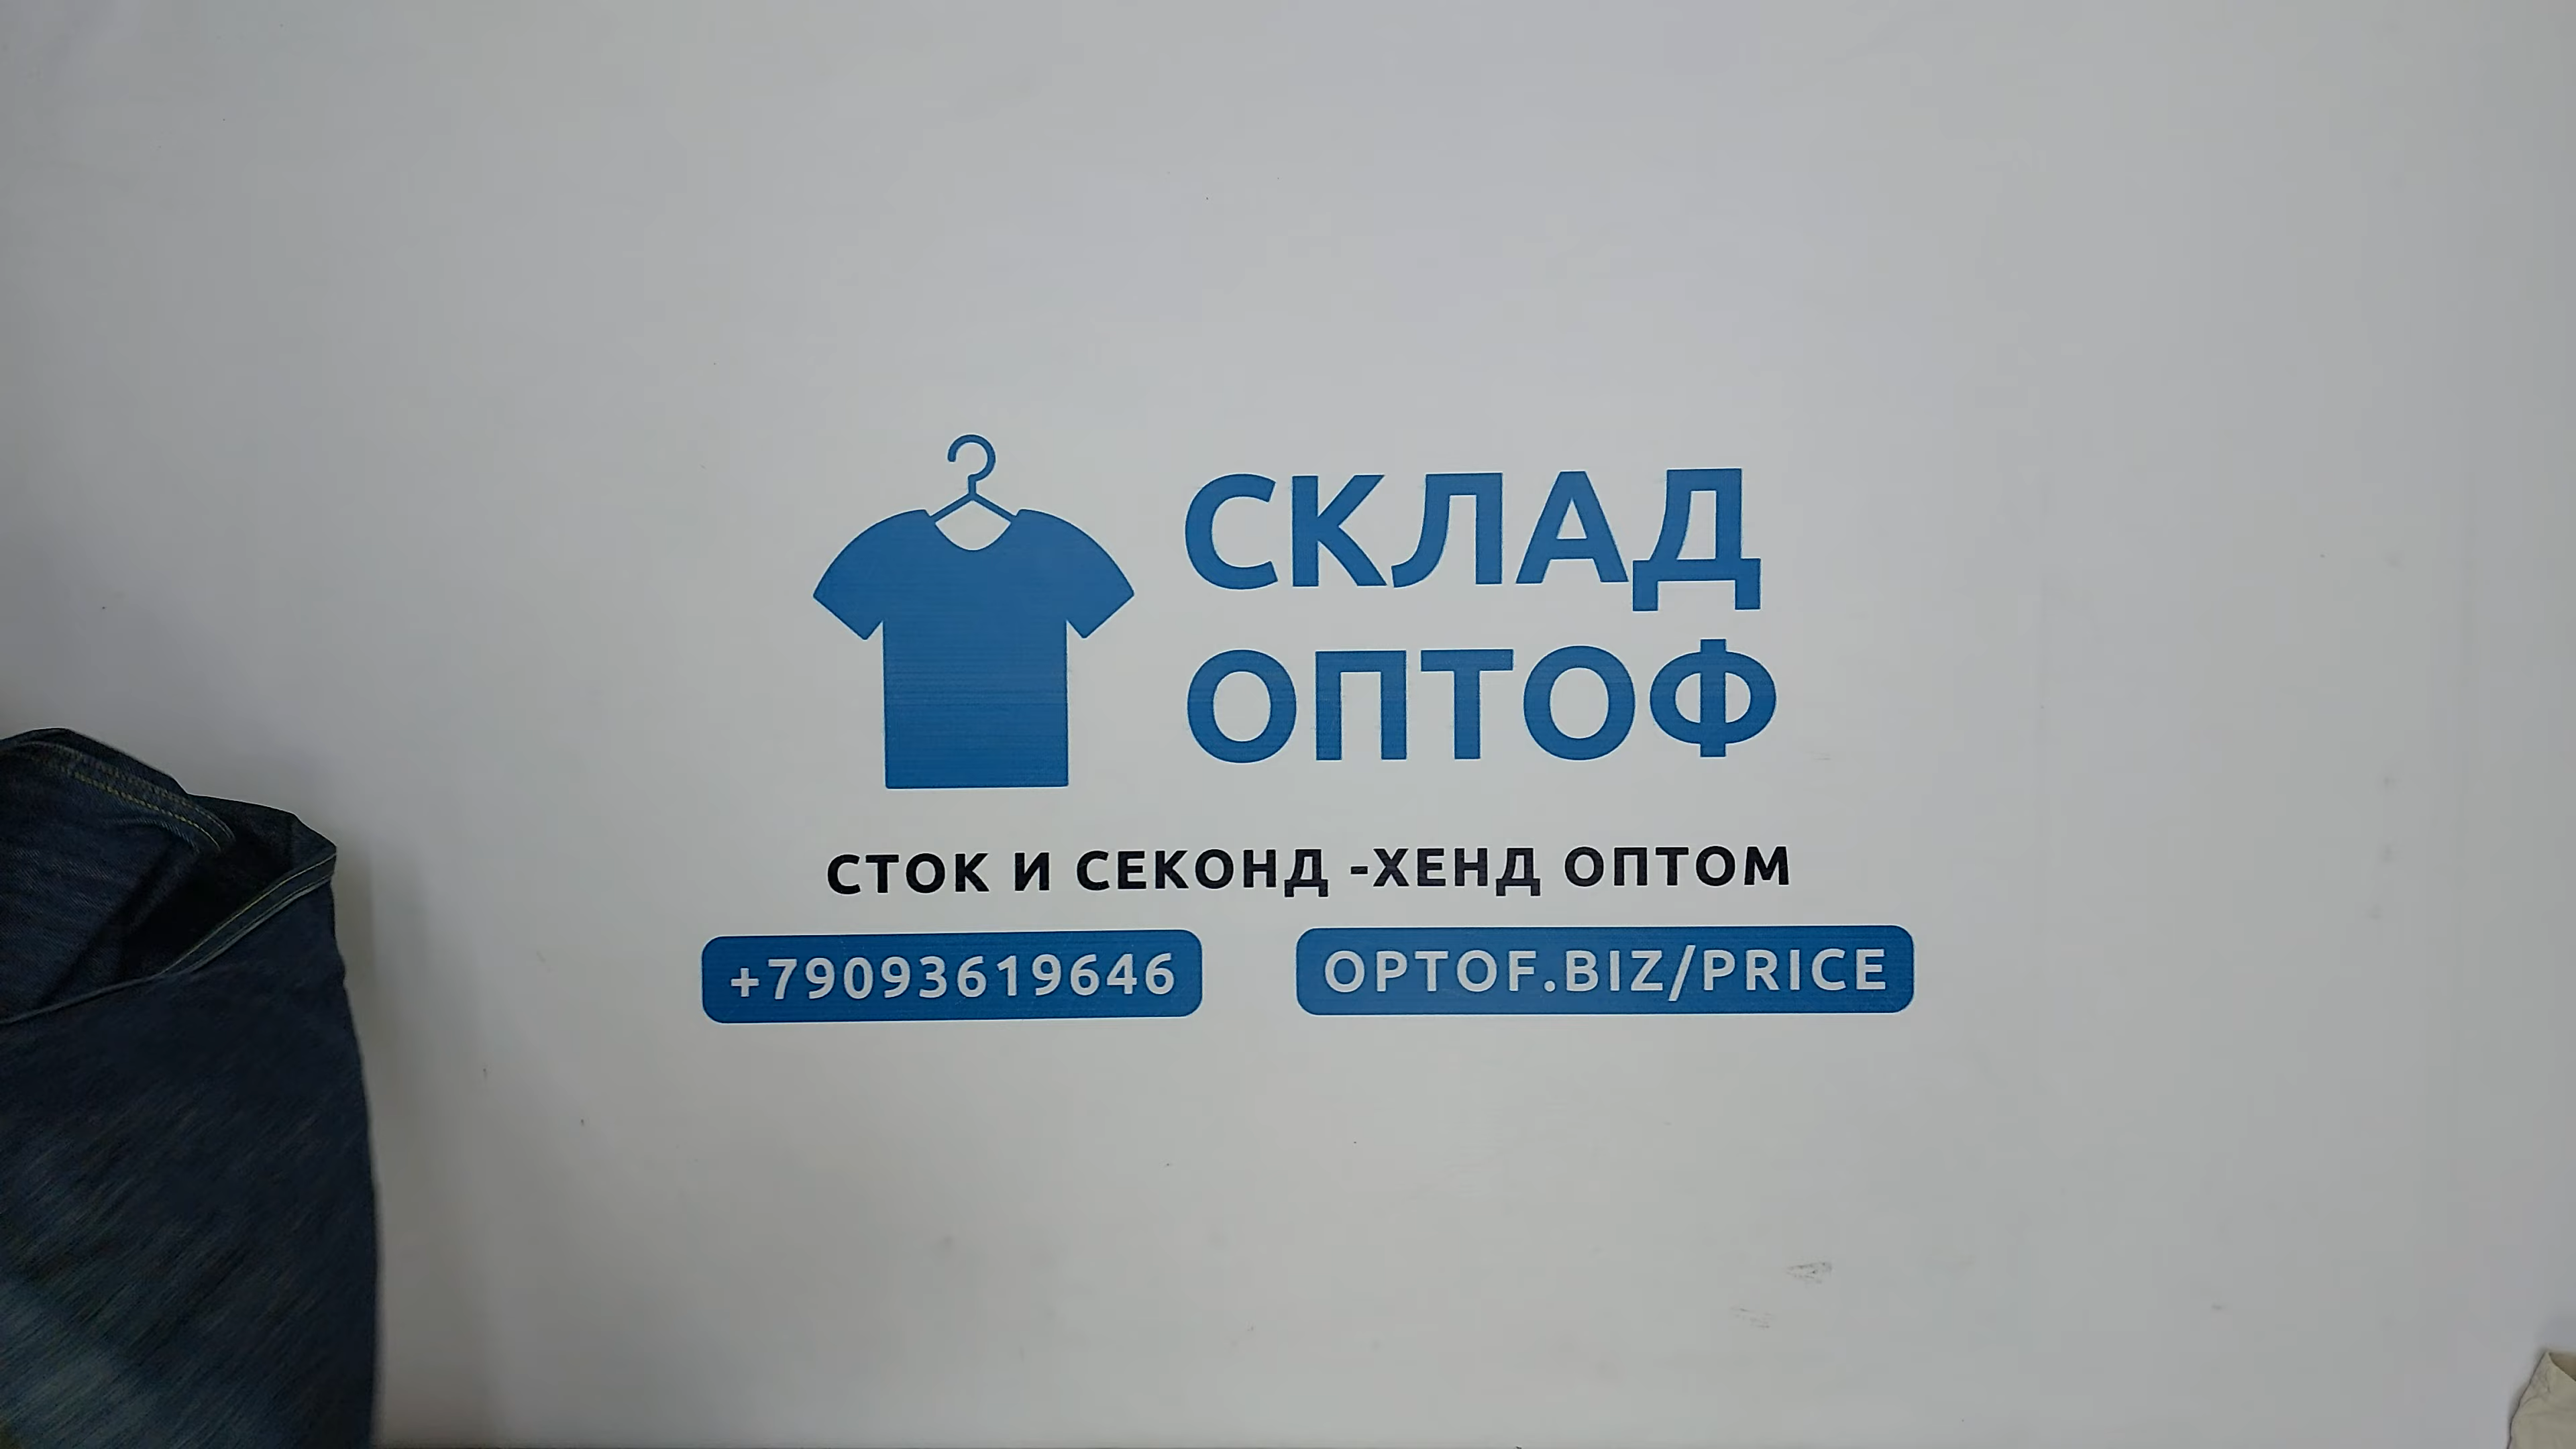 СКЛАД
ОПТОФ
СТОК И СЕКОНД -ХЕНД ОПТОМ
+79093619646
OPTOF.BIZ/PRICE